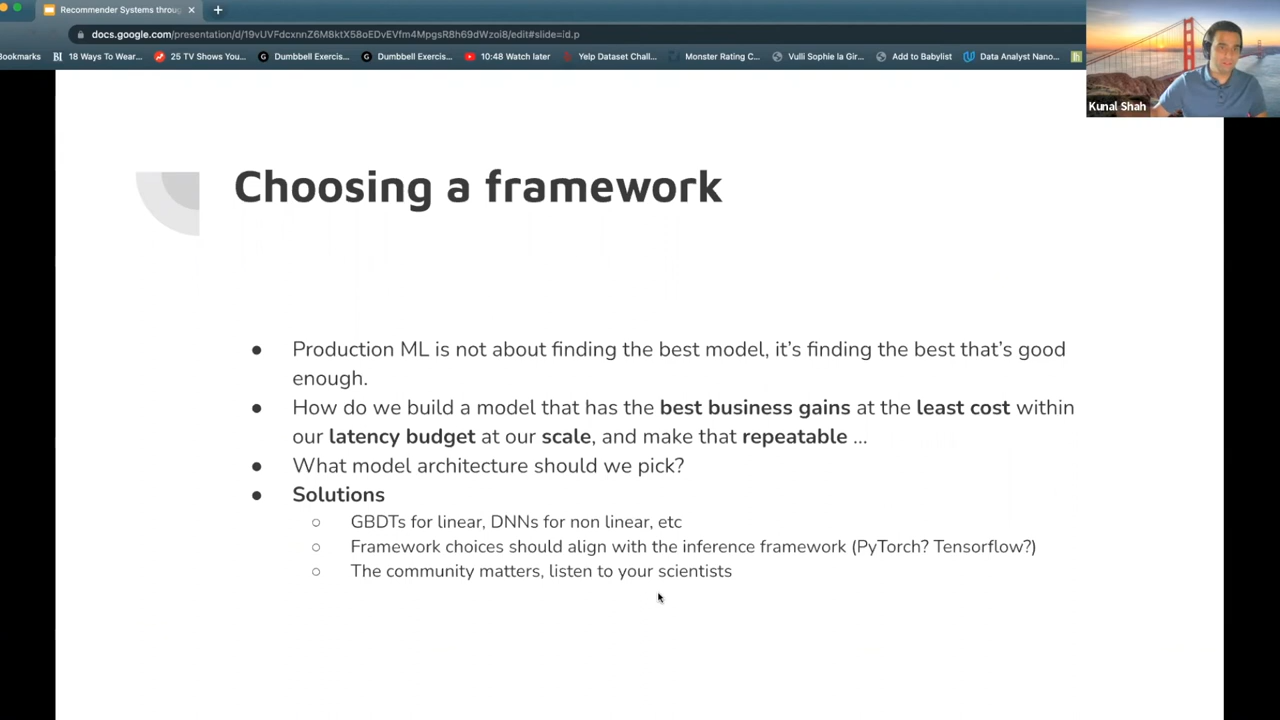 Recommender Systems throu
docs.google.com/presentation/d/19vUVFdcxnnZ6M8ktX58oEDvEVfm4MpgsR8h69dWzoi8/edit#slide=id.p
Bookmarks
BI 18 Ways To Wear...
25 TV Shows You...
G Dumbbell Exercis...
G Dumbbell Exercis...
10:48 Watch later
Yelp Dataset Chall...
Monster Rating C...
Vulli Sophie la Gir...
Add to Babylist
Data Analyst Nano...
Kunal Shah
Choosing a framework
● Production ML is not about finding the best model, it’s finding the best that’s good
enough.
● How do we build a model that has the best business gains at the least cost within
our latency budget at our scale, and make that repeatable ...
● What model architecture should we pick?
● Solutions
○ GBDTs for linear, DNNs for non linear, etc
○ Framework choices should align with the inference framework (PyTorch? Tensorflow?)
○ The community matters, listen to your scientists